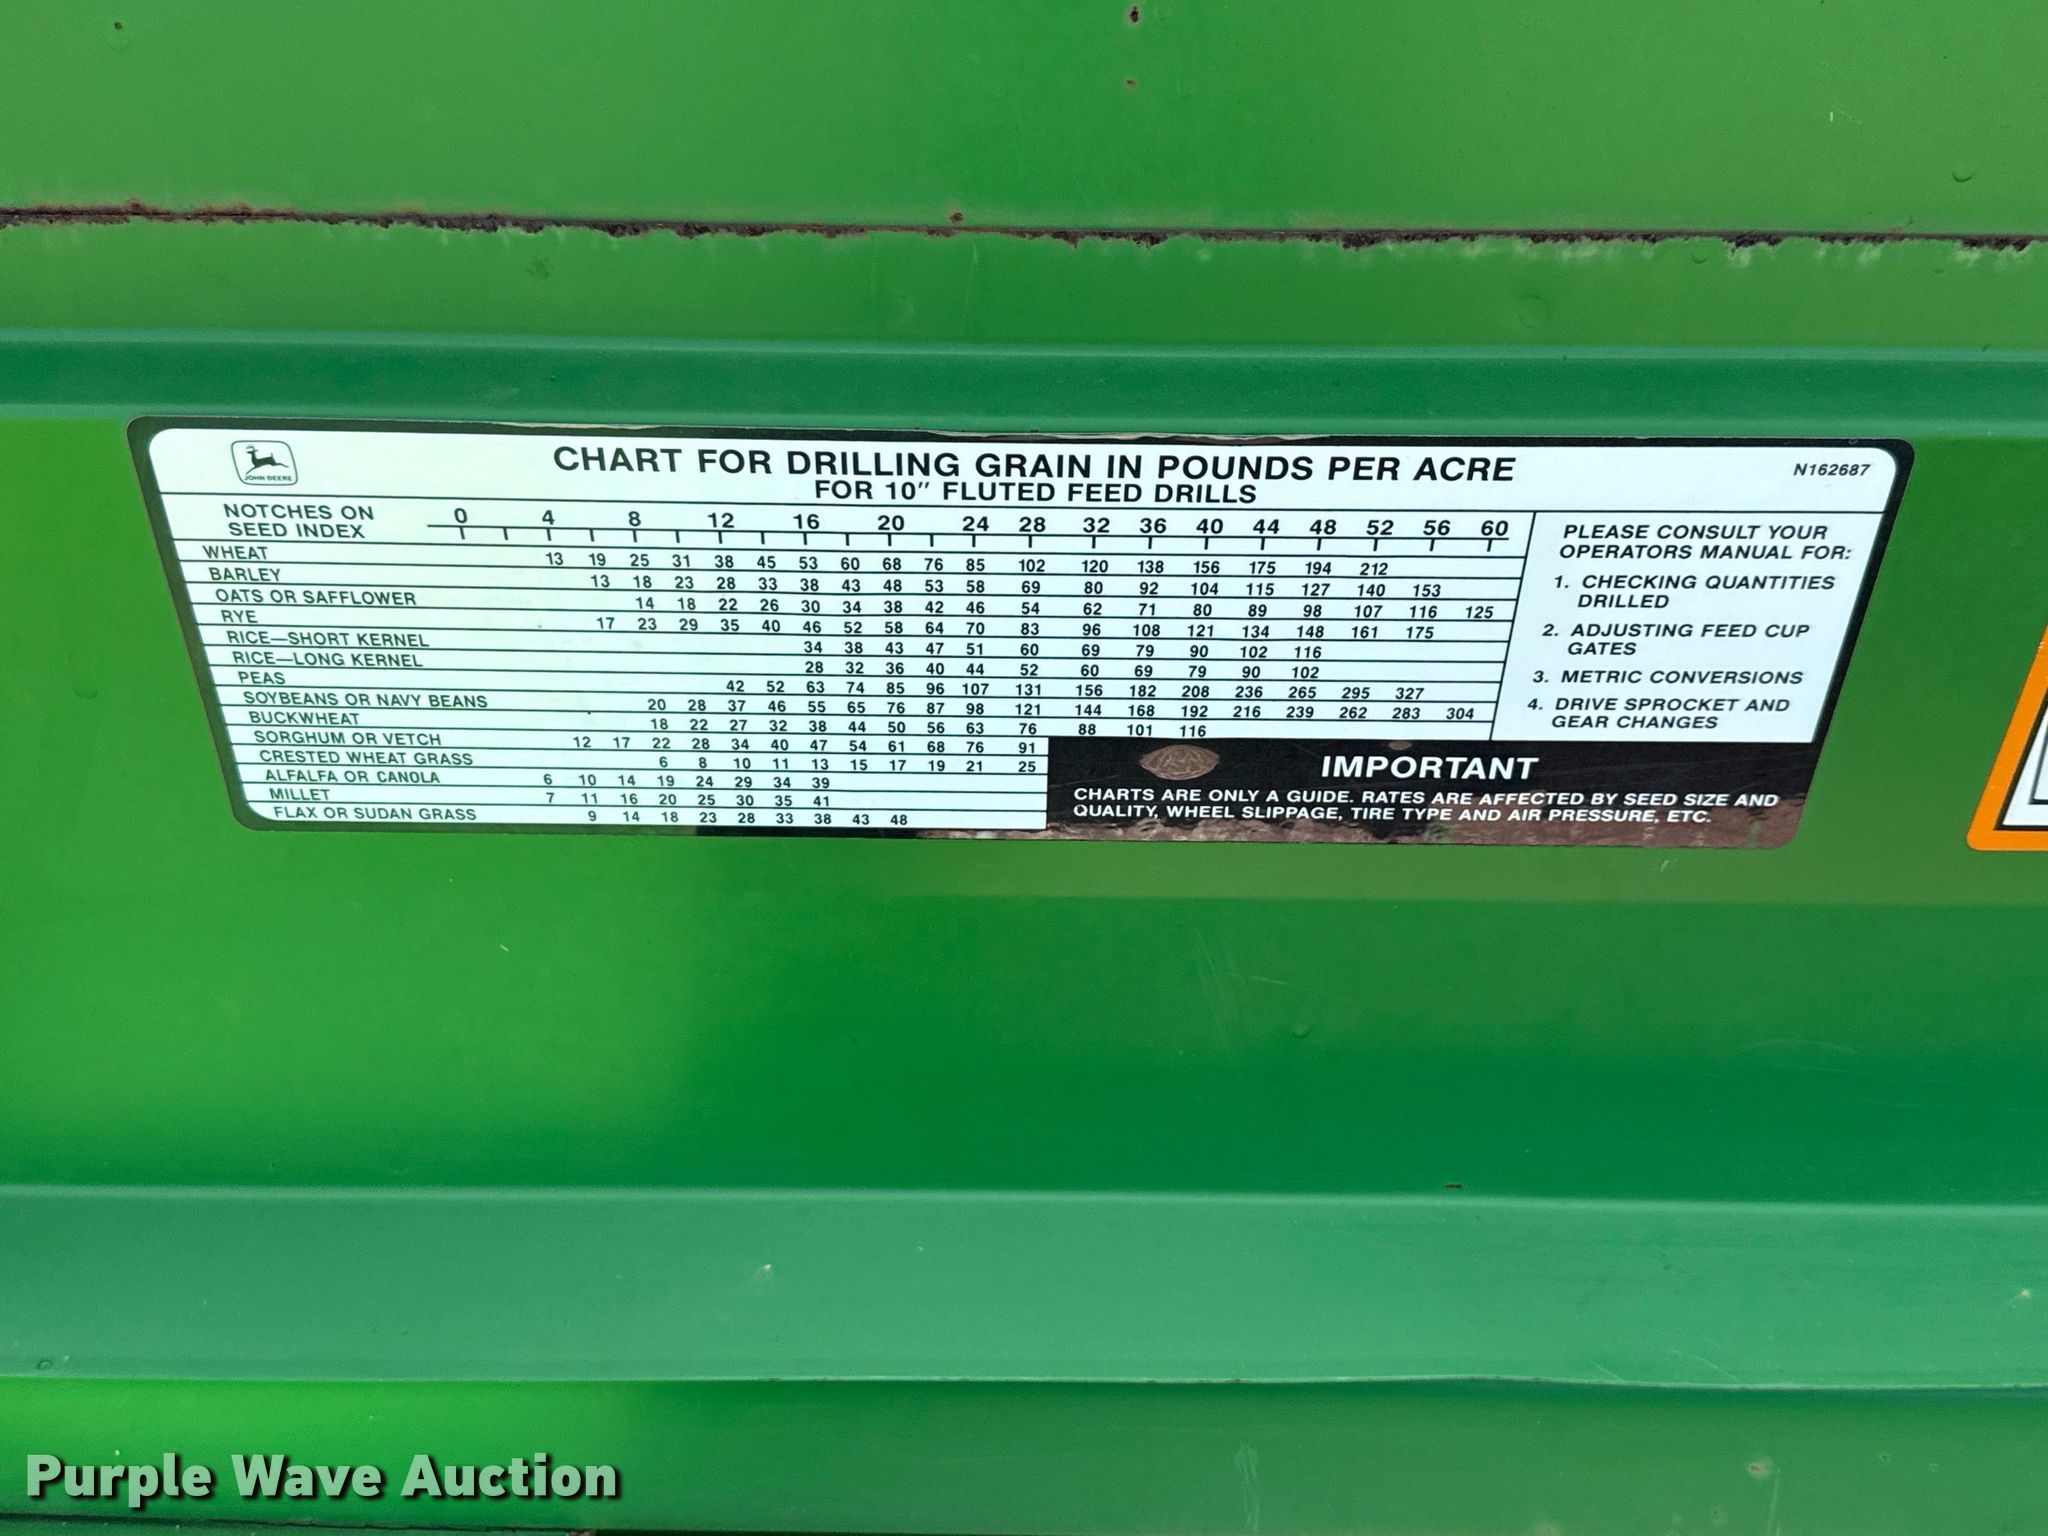 JOHN DEERE
CHART FOR DRILLING GRAIN IN POUNDS PER ACRE
FOR 10" FLUTED FEED DRILLS
N162687
NOTCHES ON
SEED INDEX
0 4 8 12 16 20 24 28 32 36 40 44 48 52 56 60
WHEAT 13 19 25 31 38 45 53 60 68 76 85 102 120 138 156 175 194 212
BARLEY 13 18 23 28 33 38 43 48 53 58 69 80 92 104 115 127 140 153
OATS OR SAFFLOWER 14 18 22 26 30 34 38 42 46 54 62 71 80 89 98 107 116 125
RYE 17 23 29 35 40 46 52 58 64 70 83 96 108 121 134 148 161 175
RICE—SHORT KERNEL 34 38 43 47 51 60 69 79 90 102 116
RICE—LONG KERNEL 28 32 36 40 44 52 60 69 79 90 102
PEAS 42 52 63 74 85 96 107 131 156 182 208 236 265 295 327
SOYBEANS OR NAVY BEANS 20 28 37 46 55 65 76 87 98 121 144 168 192 216 239 262 283 304
BUCKWHEAT 18 22 27 32 38 44 50 56 63 76 88 101 116
SORGHUM OR VETCH 12 17 22 28 34 40 47 54 61 68 76 91
CRESTED WHEAT GRASS 6 8 10 11 13 15 17 19 21 25
ALFALFA OR CANOLA 6 10 14 19 24 29 34 39
MILLET 7 11 16 20 25 30 35 41
FLAX OR SUDAN GRASS 9 14 18 23 28 33 38 43 48
PLEASE CONSULT YOUR
OPERATORS MANUAL FOR:
1. CHECKING QUANTITIES
DRILLED
2. ADJUSTING FEED CUP
GATES
3. METRIC CONVERSIONS
4. DRIVE SPROCKET AND
GEAR CHANGES
IMPORTANT
CHARTS ARE ONLY A GUIDE. RATES ARE AFFECTED BY SEED SIZE AND
QUALITY, WHEEL SLIPPAGE, TIRE TYPE AND AIR PRESSURE, ETC.
Purple Wave Auction